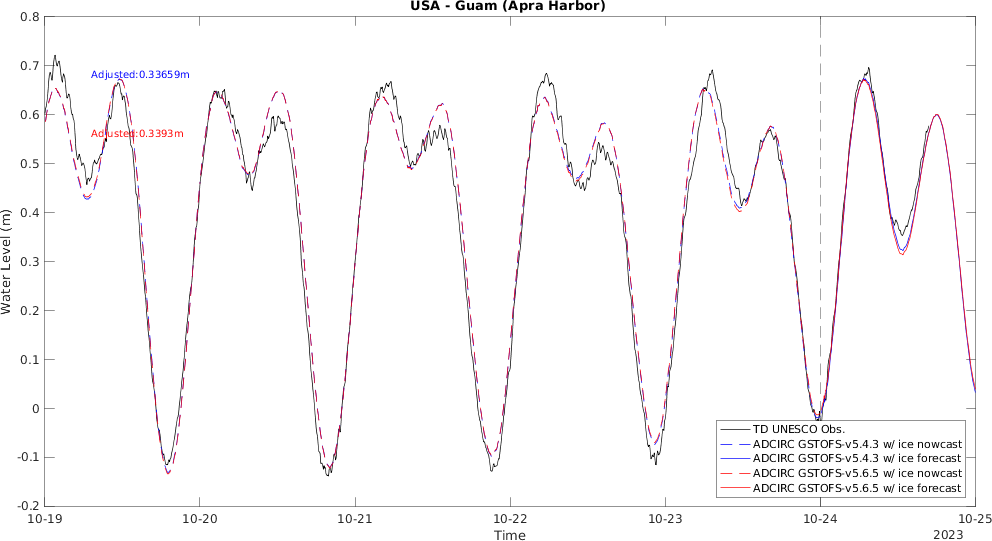 USA - Guam (Apra Harbor)
0.8
0.7
0.6
0.5
0.4
0.3
0.2
0.1
0
-0.1
-0.2
Water Level (m)
Adjusted:0.33659m
Adjusted:0.3393m
TD UNESCO Obs.
ADCIRC GSTOFS-v5.4.3 w/ ice nowcast
ADCIRC GSTOFS-v5.4.3 w/ ice forecast
ADCIRC GSTOFS-v5.6.5 w/ ice nowcast
ADCIRC GSTOFS-v5.6.5 w/ ice forecast
10-19 10-20 10-21 10-22 10-23 10-24 10-25
Time
2023